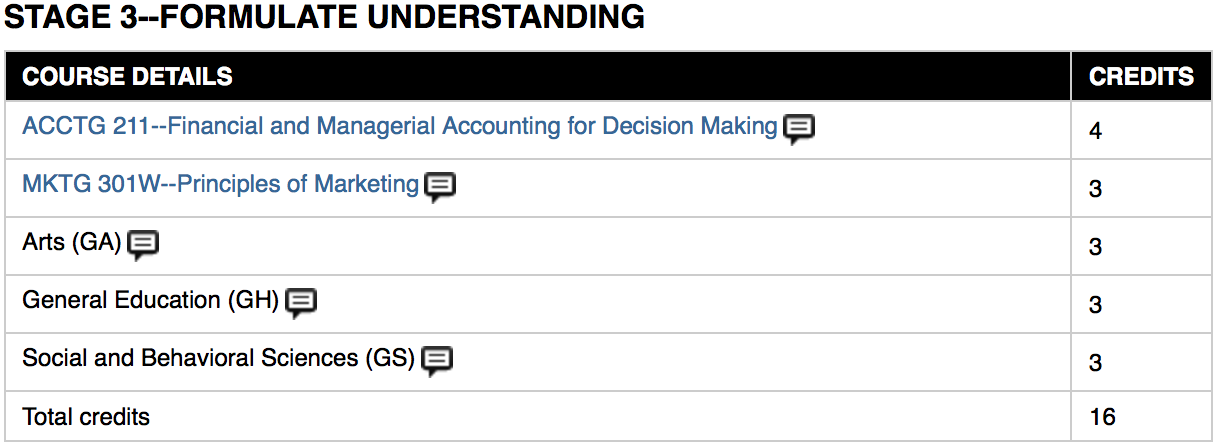 STAGE 3--FORMULATE UNDERSTANDING
COURSE DETAILS CREDITS
ACCTG 211--Financial and Managerial Accounting for Decision Making 4
MKTG 301W--Principles of Marketing 3
Arts (GA) 3
General Education (GH) 3
Social and Behavioral Sciences (GS) 3
Total credits 16